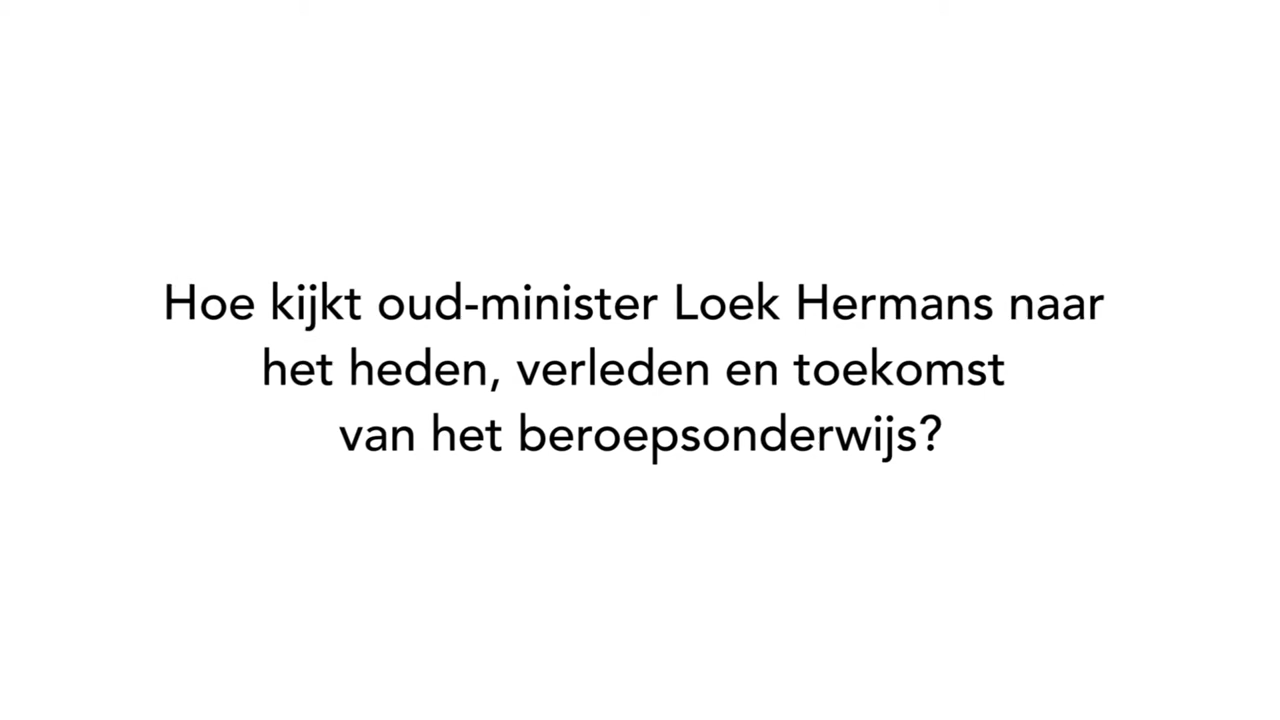 Hoe kijkt oud-minister Loek Hermans naar
het heden, verleden en toekomst
van het beroepsonderwijs?